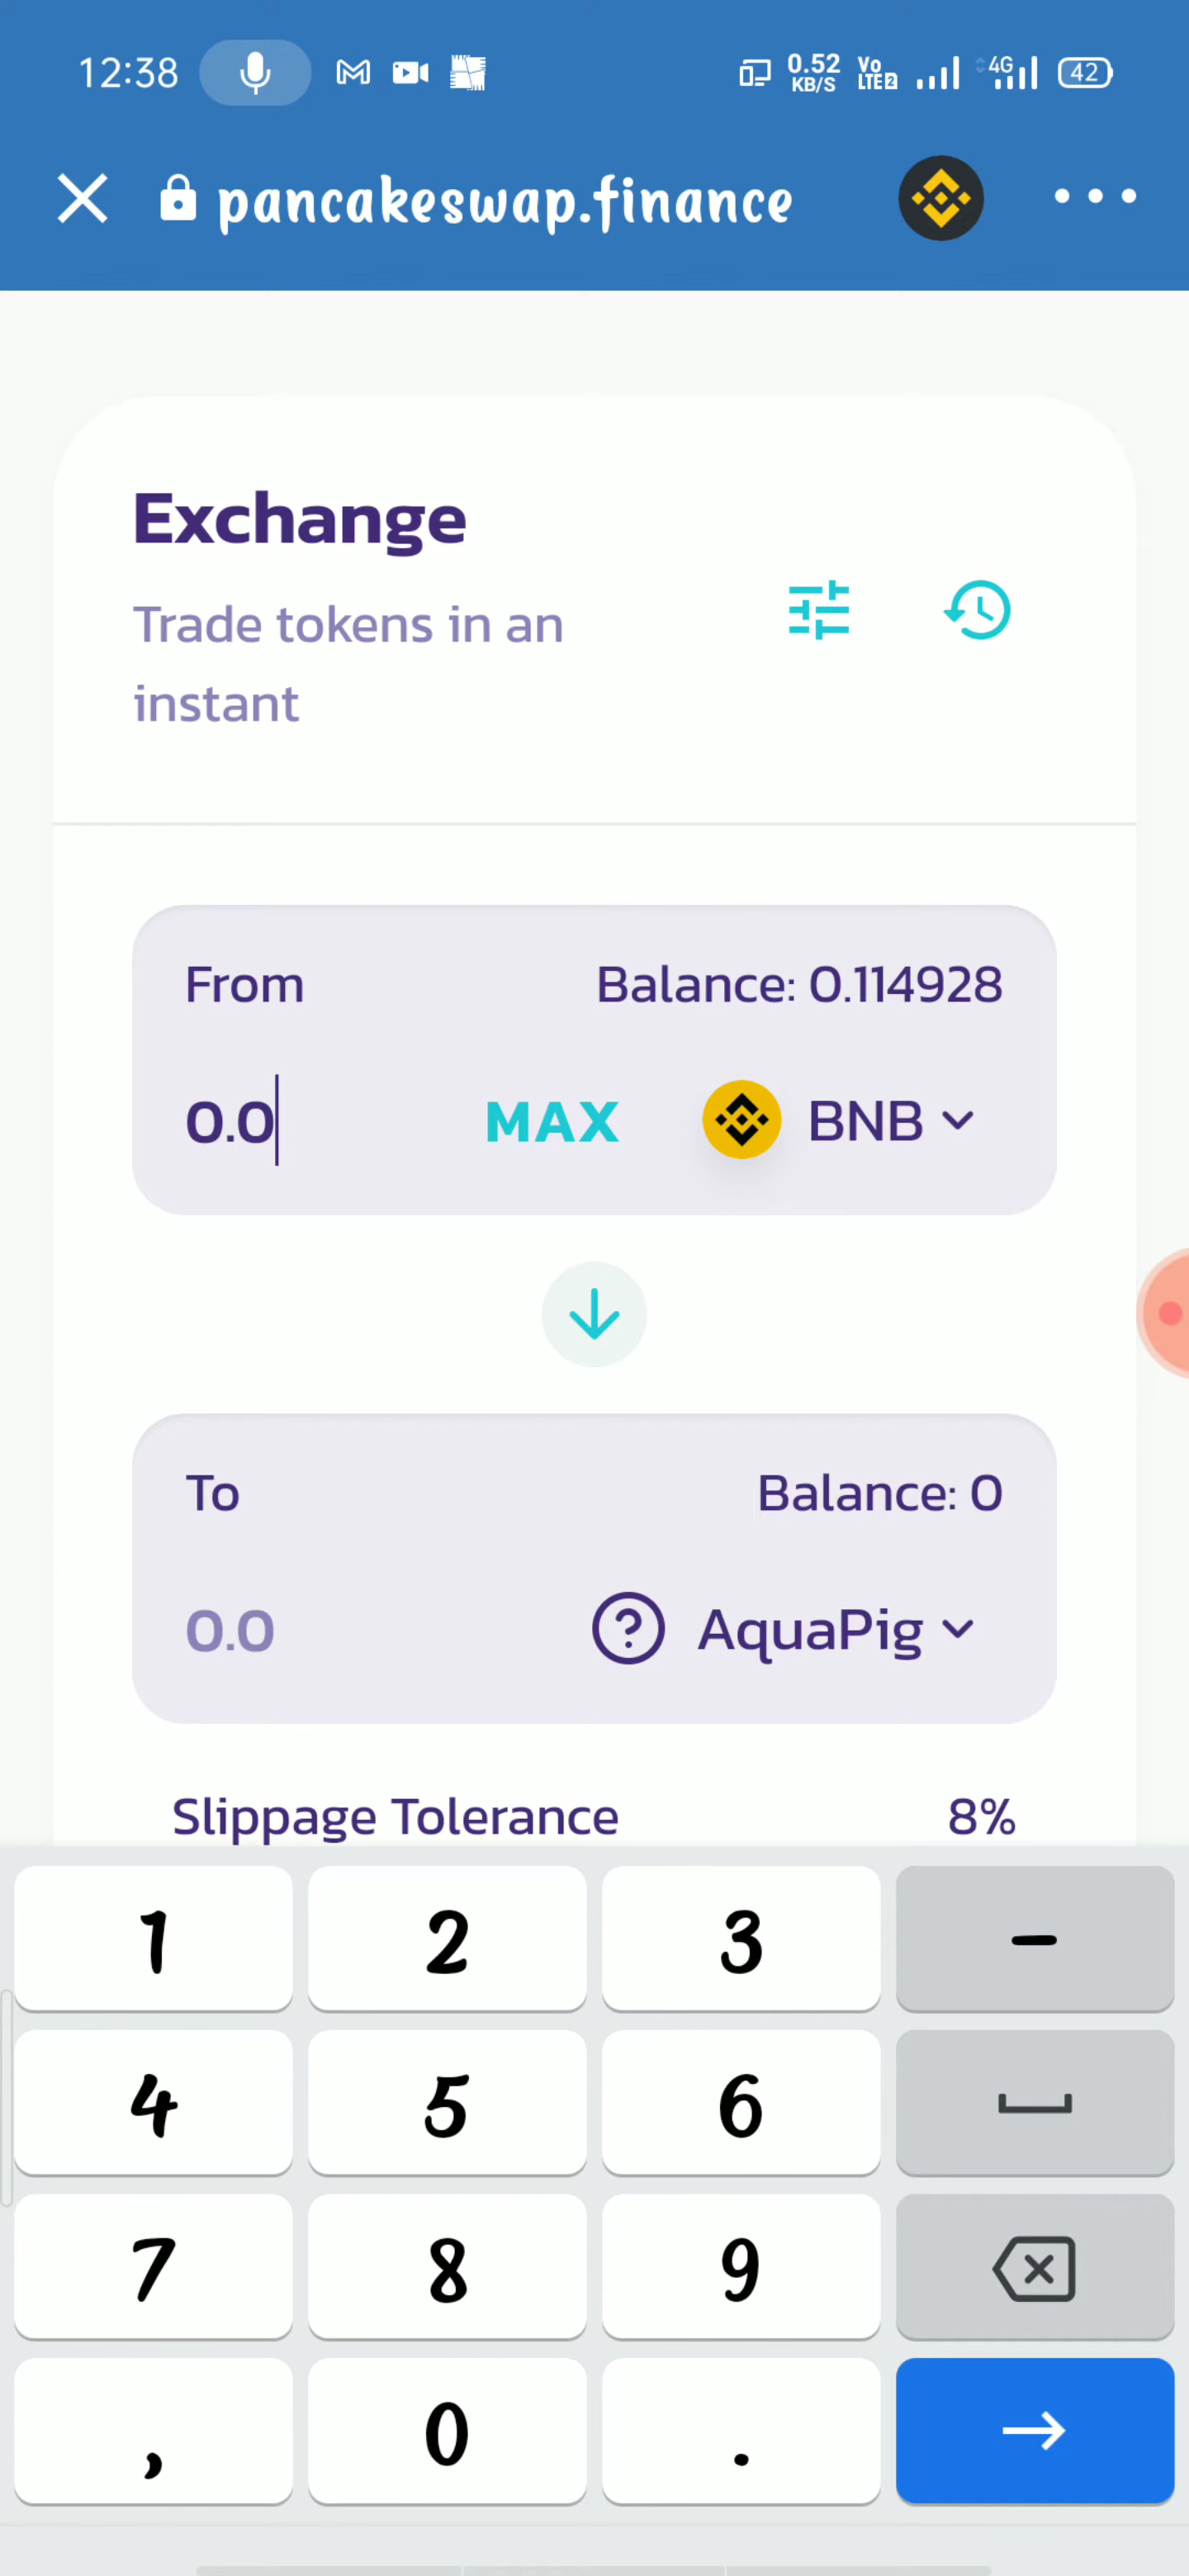 12:38 0.52 KB/S Vo LTE 2 4G 42
pancakeswap.finance
Exchange
Trade tokens in an
instant
From Balance: 0.114928
0.0 MAX BNB
To Balance: 0
0.0 ? AquaPig
Slippage Tolerance 8%
1 2 3 -
4 5 6
7 8 9
, 0 .